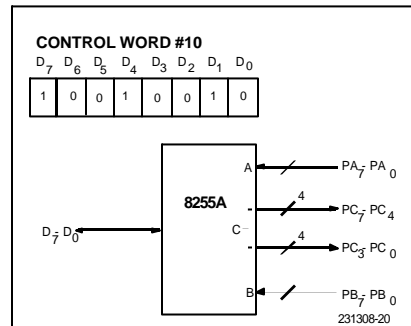 CONTROL WORD #10
D7 D6 D5 D4 D3 D2 D1 D0
1 0 0 1 0 0 1 0
A PA7- PA0
4
8255A PC7- PC4
D7- D0 C 4
PC3- PC0
B PB7- PB0
231308-20